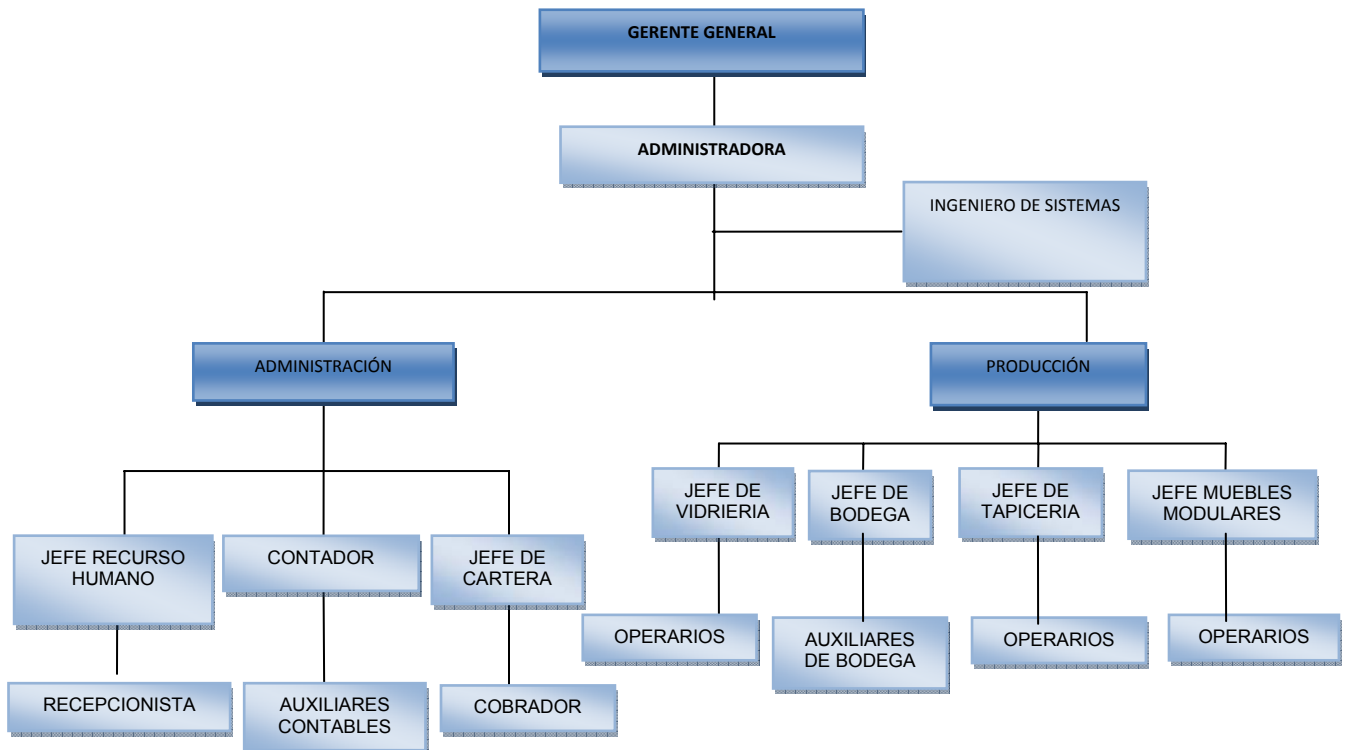 GERENTE GENERAL
ADMINISTRADORA
INGENIERO DE SISTEMAS
ADMINISTRACIÓN
PRODUCCIÓN
JEFE DE
VIDRIERIA
JEFE DE
BODEGA
JEFE DE
TAPICERIA
JEFE MUEBLES
MODULARES
JEFE RECURSO
HUMANO
CONTADOR
JEFE DE
CARTERA
OPERARIOS
AUXILIARES
DE BODEGA
OPERARIOS
OPERARIOS
RECEPCIONISTA
AUXILIARES
CONTABLES
COBRADOR